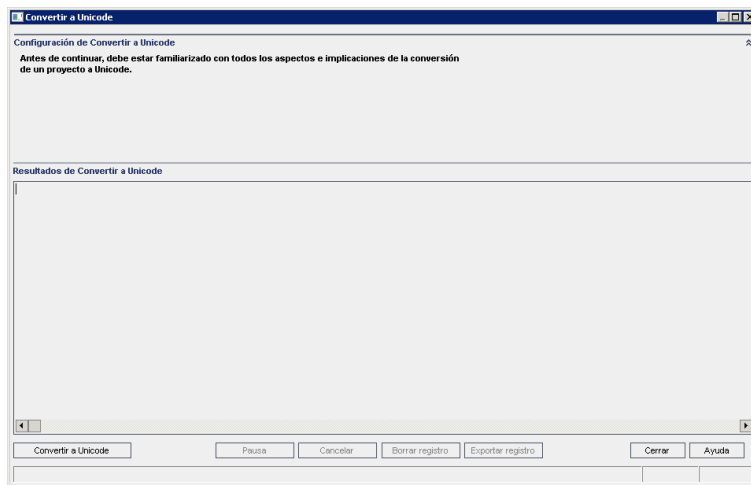 Convertir a Unicode
Configuración de Convertir a Unicode
Antes de continuar, debe estar familiarizado con todos los aspectos e implicaciones de la conversión
de un proyecto a Unicode.
Resultados de Convertir a Unicode
Convertir a Unicode Pausa Cancelar Borrar registro Exportar registro Cerrar Ayuda